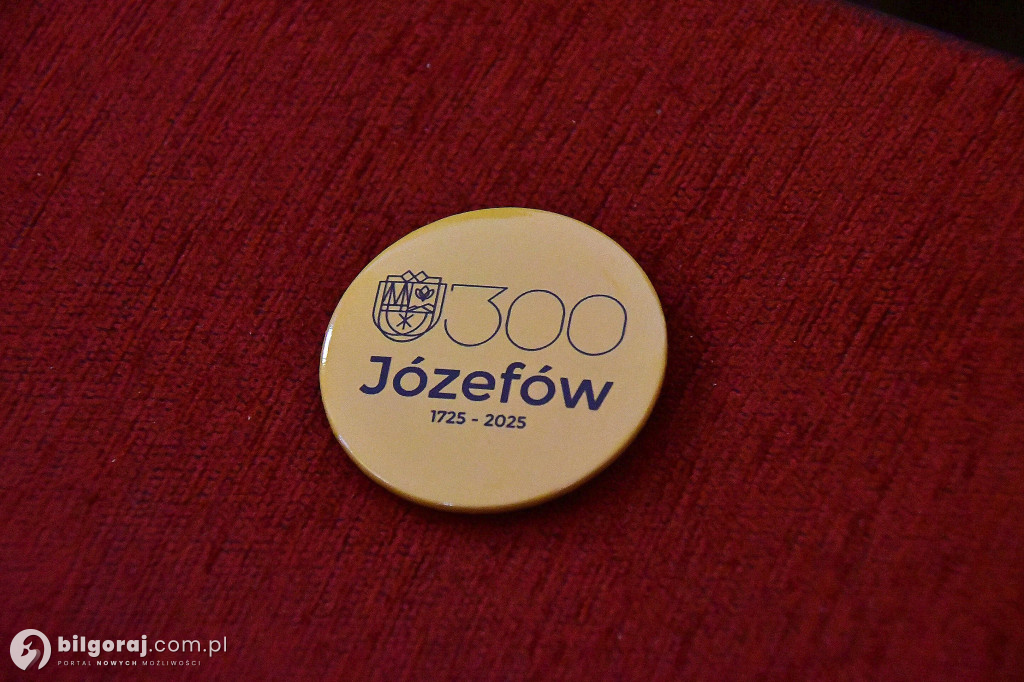 300
Józefów
1725 - 2025
bilgoraj.com.pl
PORTAL NOWYCH MOŻLIWOŚCI